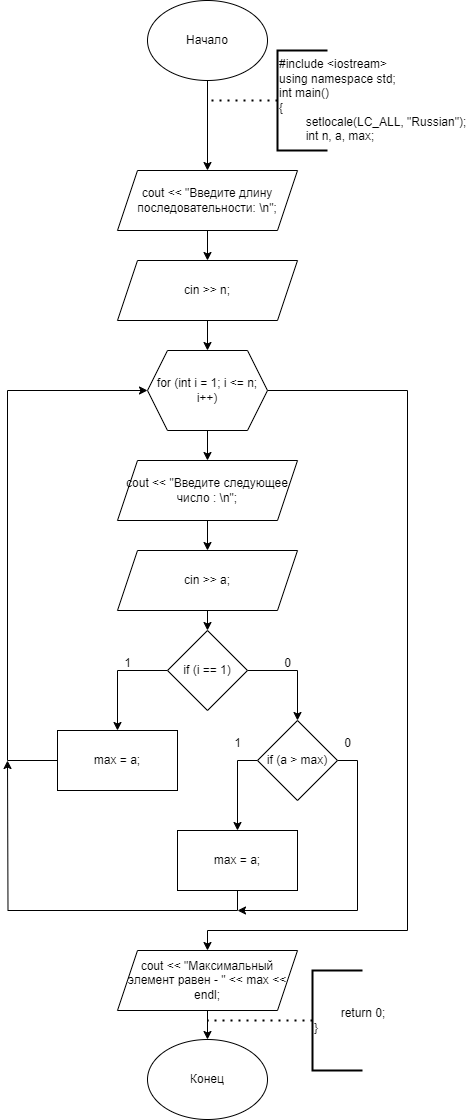 Начало
#include <iostream>
using namespace std;
int main()
{
setlocale(LC_ALL, "Russian");
int n, a, max;
cout << "Введите длину
последовательности: \n";
cin >> n;
for (int i = 1; i <= n;
i++)
cout << "Введите следующее
число : \n";
cin >> a;
1
if (i == 1)
0
max = a;
1
if (a > max)
0
max = a;
cout << "Максимальный
элемент равен - " << max <<
endl;
return 0;
}
Конец